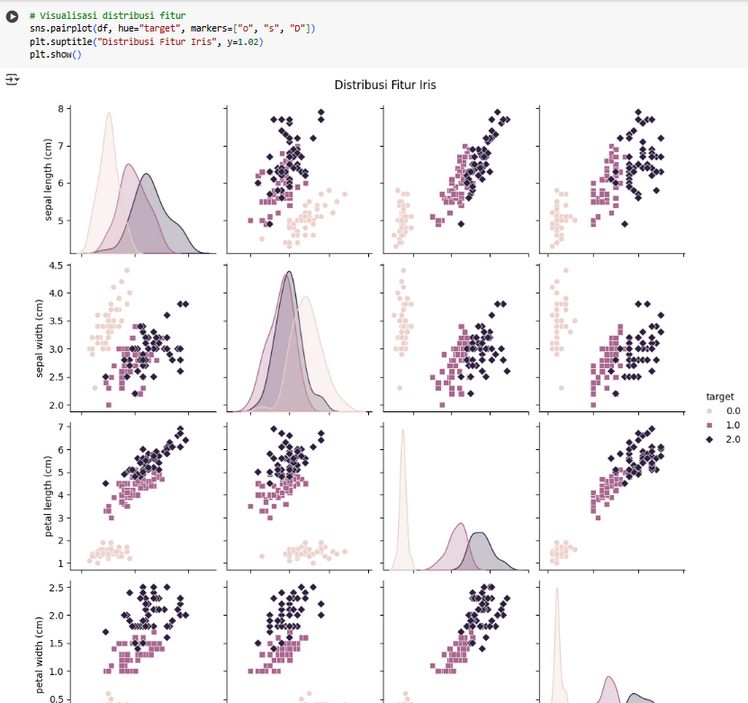 # Visualisasi distribusi fitur
sns.pairplot(df, hue="target", markers=["o", "s", "D"])
plt.suptitle("Distribusi Fitur Iris", y=1.02)
plt.show()
Distribusi Fitur Iris
8
7
6
5
sepal length (cm)
4.5
4.0
3.5
3.0
2.5
2.0
sepal width (cm)
target
0.0
1.0
2.0
7
6
5
4
3
2
1
petal length (cm)
2.5
2.0
1.5
1.0
0.5
petal width (cm)